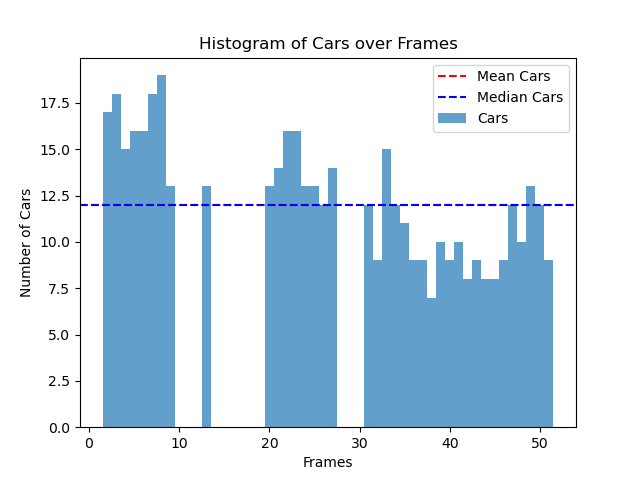 Histogram of Cars over Frames
Mean Cars
Median Cars
Cars
Number of Cars
17.5
15.0
12.5
10.0
7.5
5.0
2.5
0.0
0 10 20 30 40 50
Frames